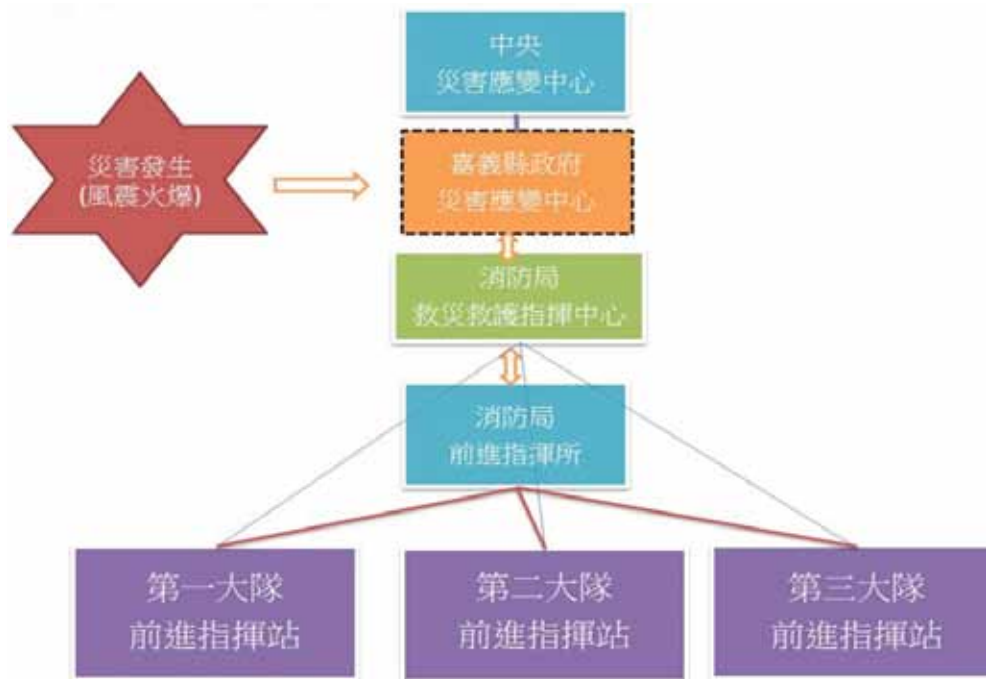 中央
災害應變中心
災害發生
(風震火爆)
嘉義縣政府
災害應變中心
消防局
救災救護指揮中心
消防局
前進指揮所
第一大隊
前進指揮站
第二大隊
前進指揮站
第三大隊
前進指揮站